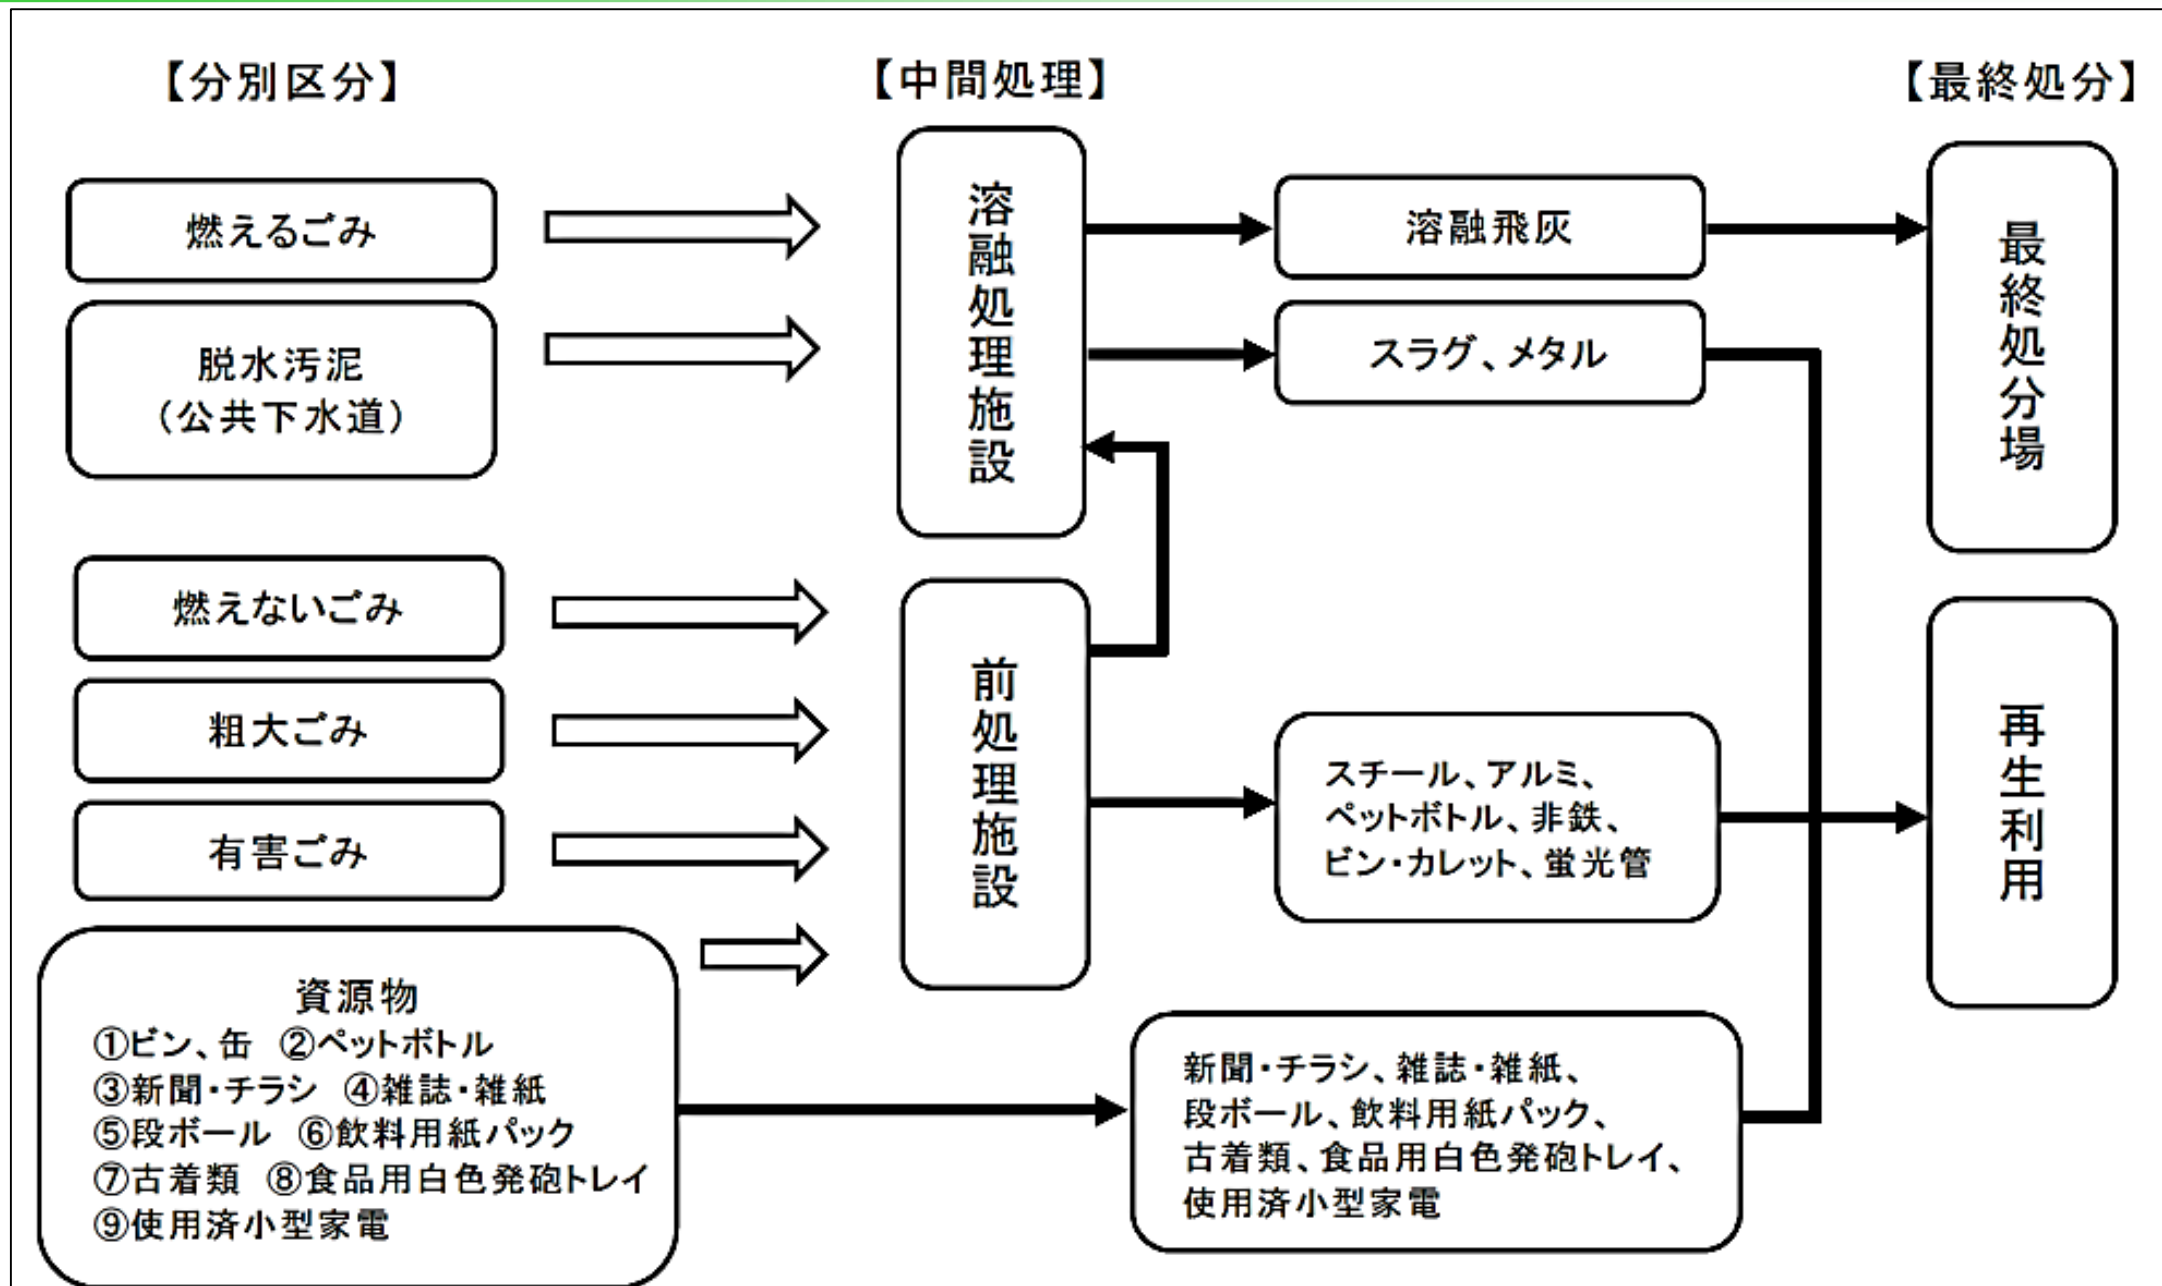 【分別区分】
【中間処理】
【最終処分】
燃えるごみ
脱水汚泥
（公共下水道）
燃えないごみ
粗大ごみ
有害ごみ
資源物
①ビン、缶 ②ペットボトル
③新聞・チラシ ④雑誌・雑紙
⑤段ボール ⑥飲料用紙パック
⑦古着類 ⑧食品用白色発砲トレイ
⑨使用済小型家電
溶融処理施設
前処理施設
溶融飛灰
スラグ、メタル
スチール、アルミ、
ペットボトル、非鉄、
ビン・カレット、蛍光管
新聞・チラシ、雑誌・雑紙、
段ボール、飲料用紙パック、
古着類、食品用白色発砲トレイ、
使用済小型家電
最終処分場
再生利用